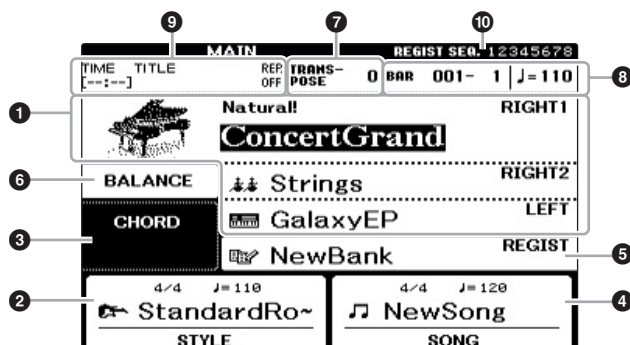 9 7 10
MAIN REGIST SEQ. 12345678
TIME TITLE REP. OFF TRANS- POSE 0 BAR 001- 1 ♩=110 8
[--:--]
1 Natural! RIGHT1
ConcertGrand
6 BALANCE Strings RIGHT2
3 CHORD GalaxyEP LEFT
NewBank REGIST 5
2 4/4 ♩=110 4/4 ♩=120 4
StandardRo~ NewSong
STYLE SONG